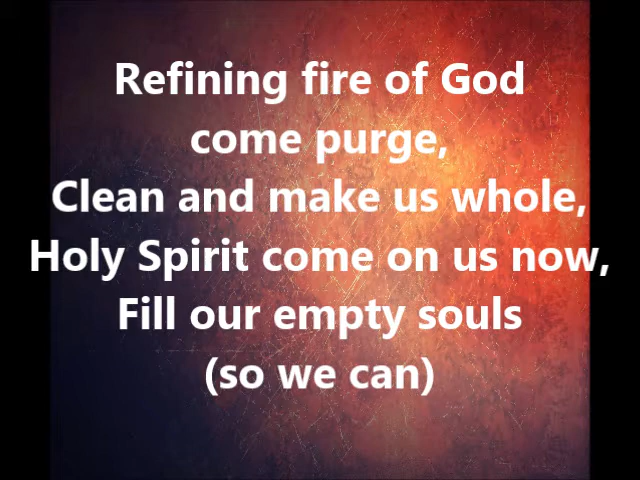 Refining fire of God
come purge,
Clean and make us whole,
Holy Spirit come on us now,
Fill our empty souls
(so we can)